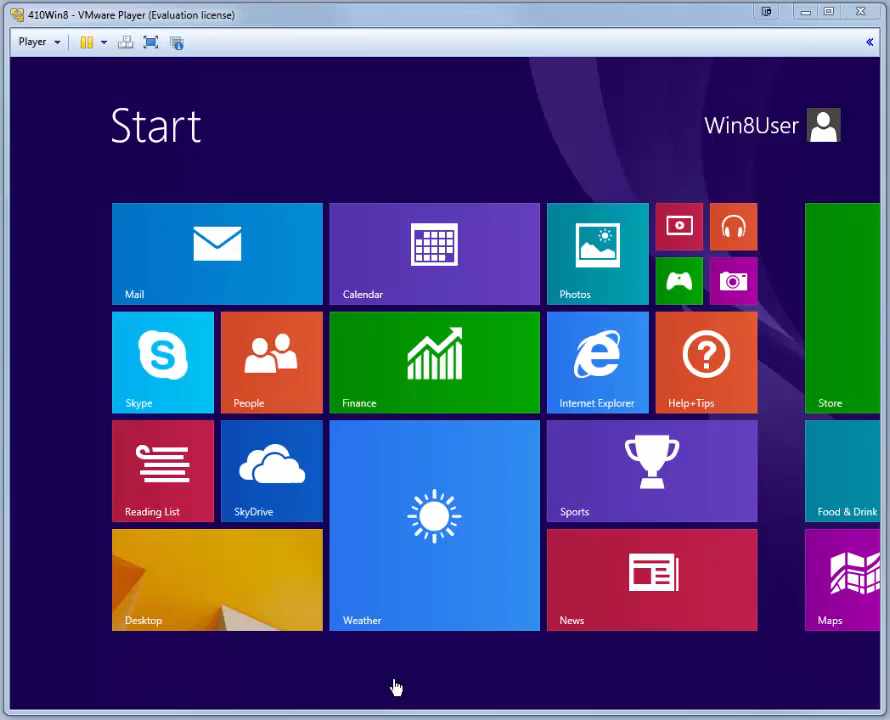 410Win8 - VMware Player (Evaluation license)
Player
Start
Win8User
Mail
Calendar
Photos
Skype
People
Finance
Internet Explorer
Help+Tips
Store
Reading List
SkyDrive
Sports
Food & Drink
Desktop
Weather
News
Maps